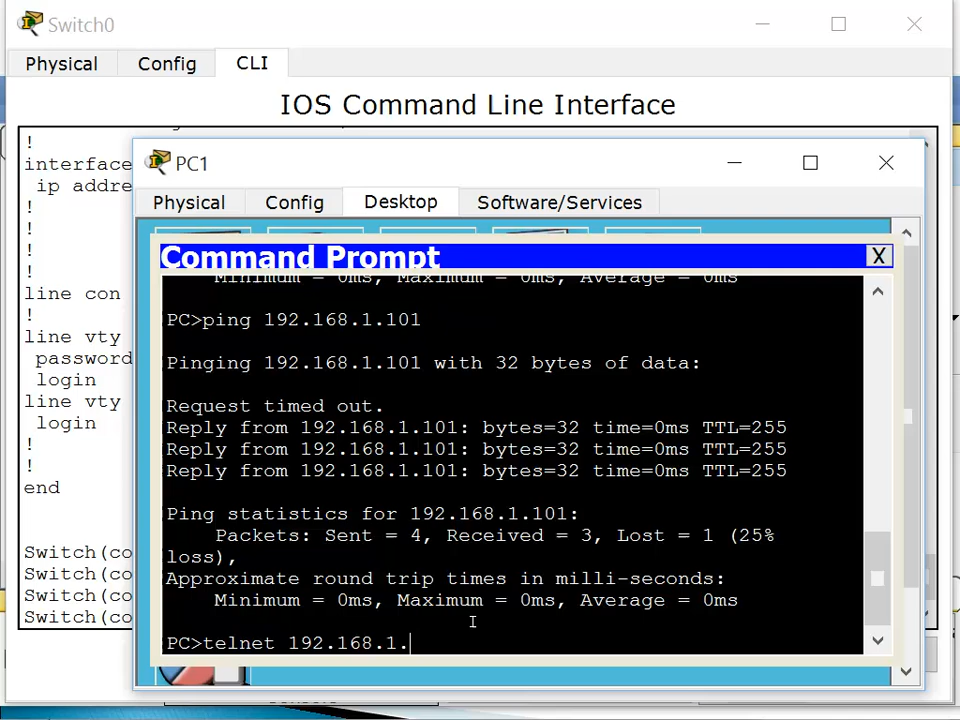 Switch0
Physical Config CLI
IOS Command Line Interface
!
interface
ip addre
!
!
!
!
line con
!
line vty
password
login
line vty
login
!
!
end
Switch(co
Switch(co
Switch(co
Switch(co
PC1
Physical Config Desktop Software/Services
Command Prompt X
Minimum = 0ms, Maximum = 0ms, Average = 0ms
PC>ping 192.168.1.101
Pinging 192.168.1.101 with 32 bytes of data:
Request timed out.
Reply from 192.168.1.101: bytes=32 time=0ms TTL=255
Reply from 192.168.1.101: bytes=32 time=0ms TTL=255
Reply from 192.168.1.101: bytes=32 time=0ms TTL=255
Ping statistics for 192.168.1.101:
Packets: Sent = 4, Received = 3, Lost = 1 (25%
loss),
Approximate round trip times in milli-seconds:
Minimum = 0ms, Maximum = 0ms, Average = 0ms
PC>telnet 192.168.1.